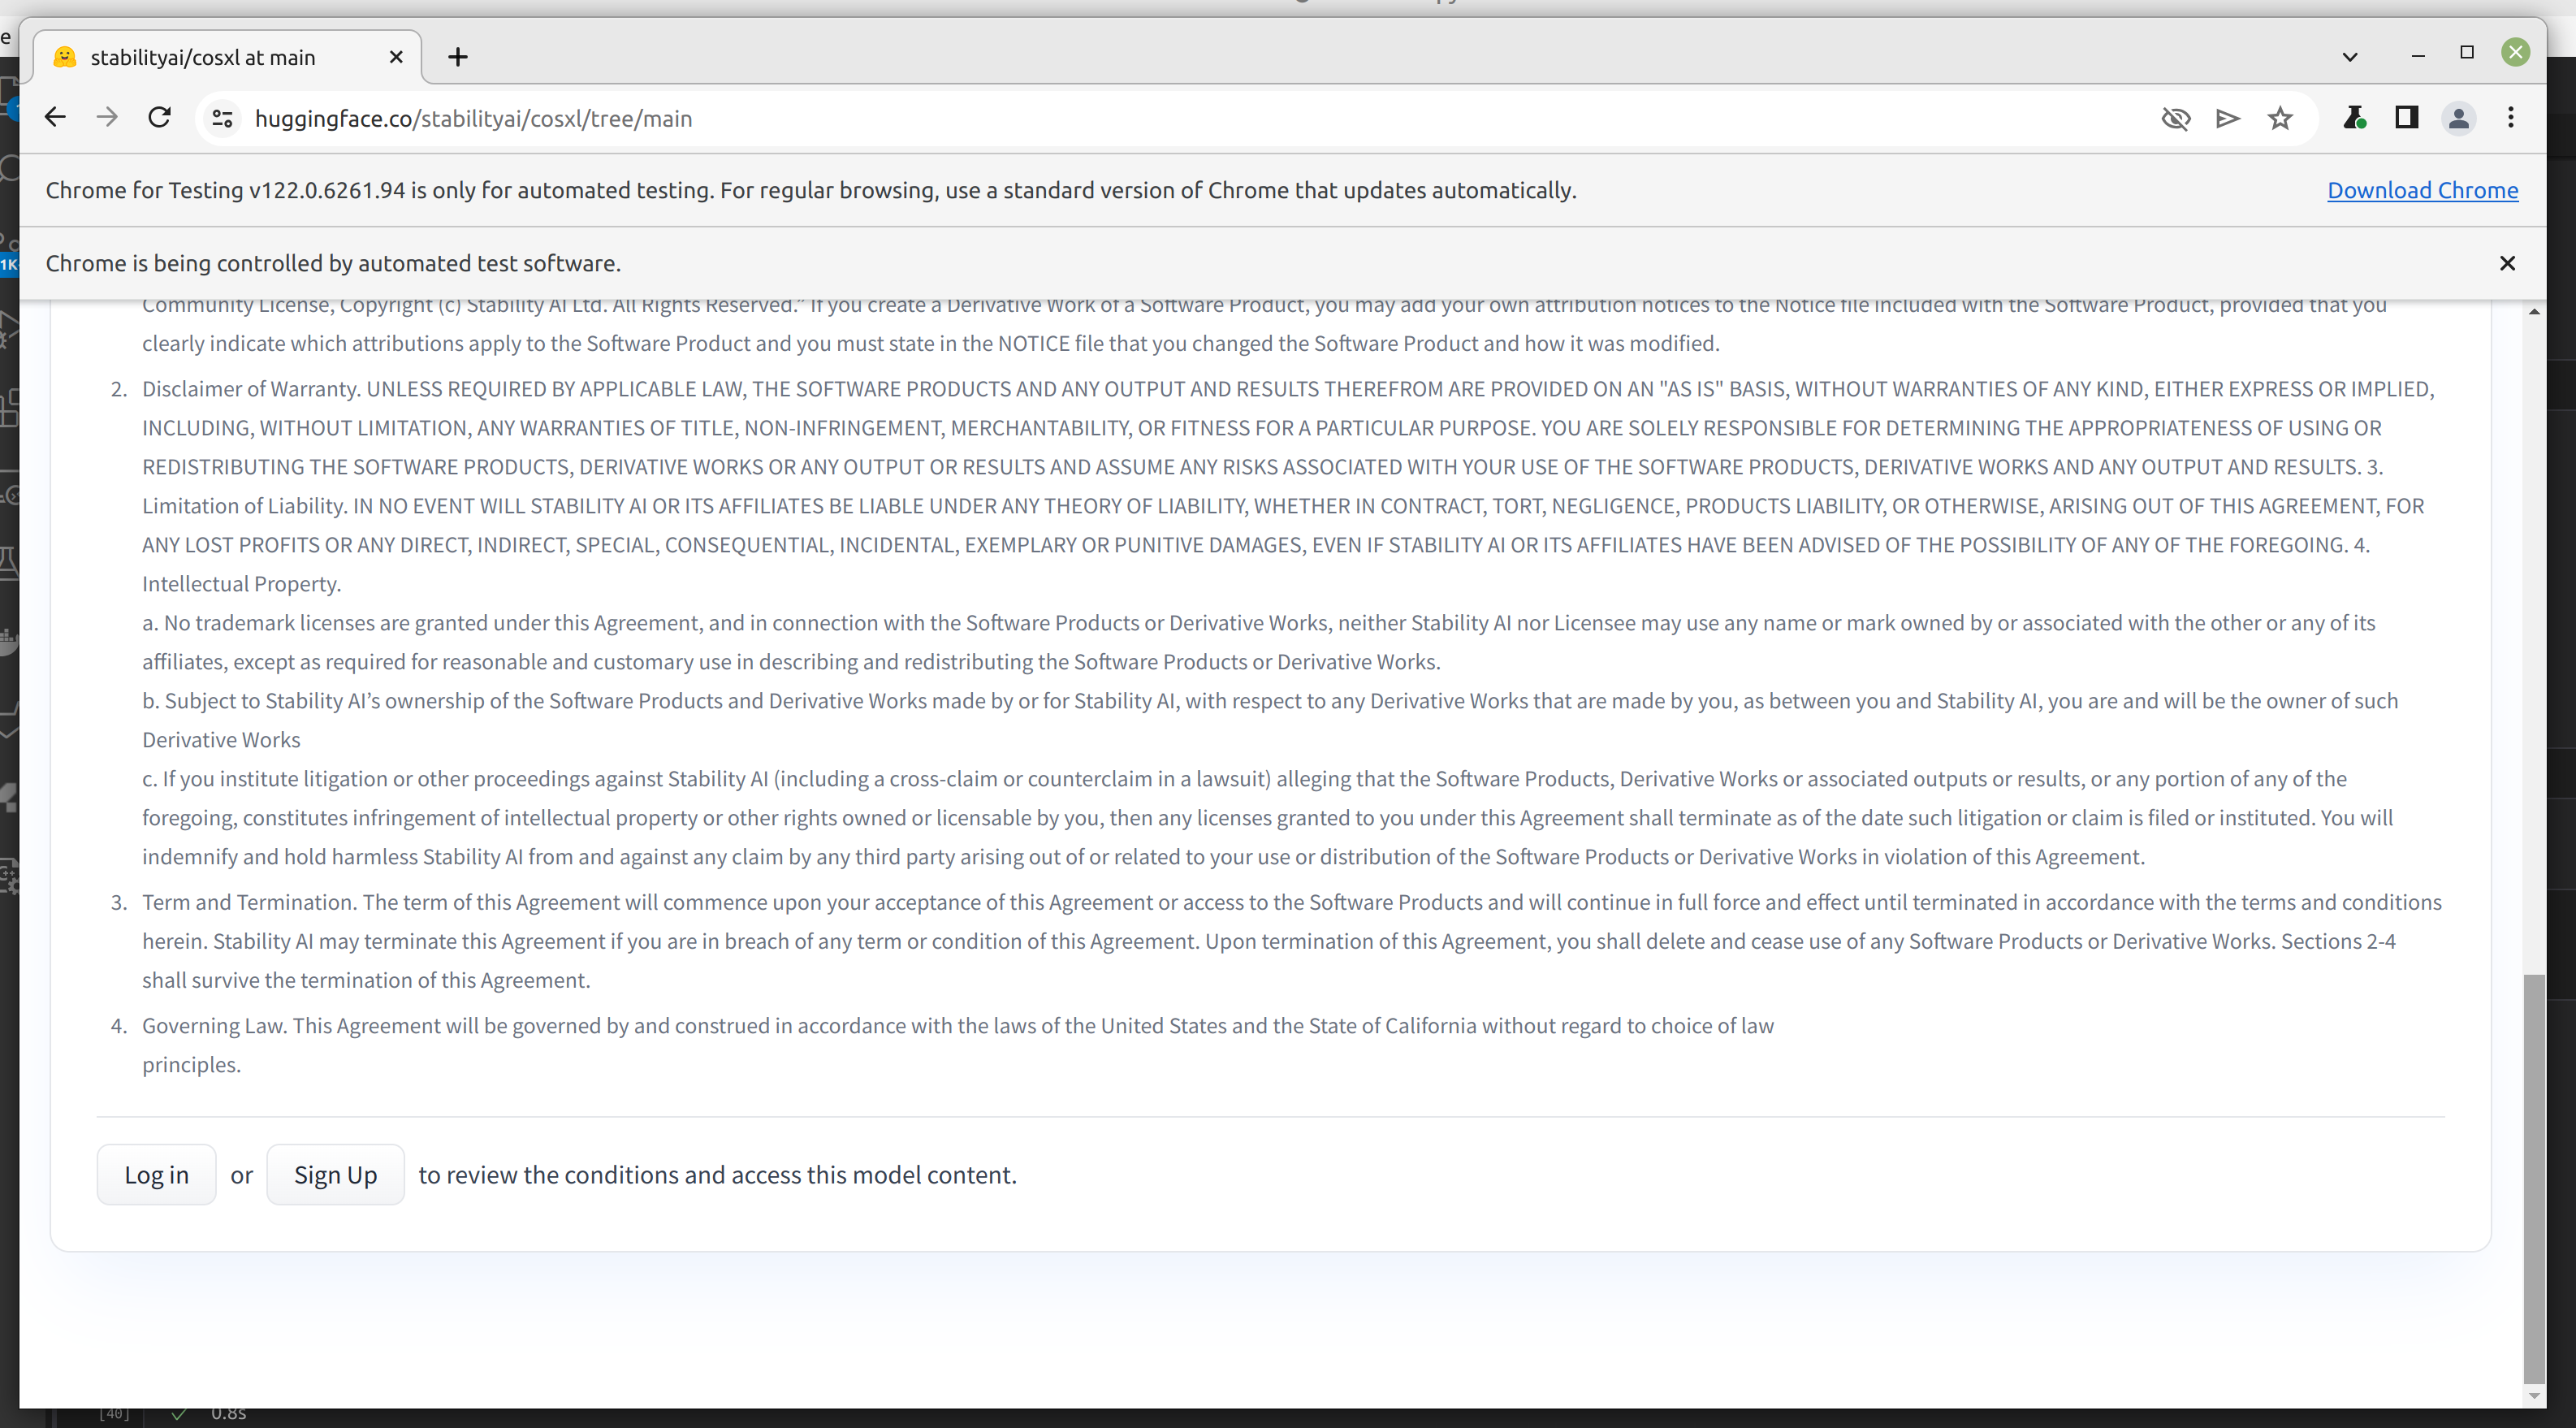 e
stabilityai/cosxl at main
huggingface.co/stabilityai/cosxl/tree/main
Chrome for Testing v122.0.6261.94 is only for automated testing. For regular browsing, use a standard version of Chrome that updates automatically. Download Chrome
1K
Chrome is being controlled by automated test software.
Community License, Copyright (c) Stability AI Ltd. All Rights Reserved.” If you create a Derivative Work of a Software Product, you may add your own attribution notices to the Notice file included with the Software Product, provided that you
clearly indicate which attributions apply to the Software Product and you must state in the NOTICE file that you changed the Software Product and how it was modified.
2. Disclaimer of Warranty. UNLESS REQUIRED BY APPLICABLE LAW, THE SOFTWARE PRODUCTS AND ANY OUTPUT AND RESULTS THEREFROM ARE PROVIDED ON AN "AS IS" BASIS, WITHOUT WARRANTIES OF ANY KIND, EITHER EXPRESS OR IMPLIED,
INCLUDING, WITHOUT LIMITATION, ANY WARRANTIES OF TITLE, NON-INFRINGEMENT, MERCHANTABILITY, OR FITNESS FOR A PARTICULAR PURPOSE. YOU ARE SOLELY RESPONSIBLE FOR DETERMINING THE APPROPRIATENESS OF USING OR
REDISTRIBUTING THE SOFTWARE PRODUCTS, DERIVATIVE WORKS OR ANY OUTPUT OR RESULTS AND ASSUME ANY RISKS ASSOCIATED WITH YOUR USE OF THE SOFTWARE PRODUCTS, DERIVATIVE WORKS AND ANY OUTPUT AND RESULTS. 3.
Limitation of Liability. IN NO EVENT WILL STABILITY AI OR ITS AFFILIATES BE LIABLE UNDER ANY THEORY OF LIABILITY, WHETHER IN CONTRACT, TORT, NEGLIGENCE, PRODUCTS LIABILITY, OR OTHERWISE, ARISING OUT OF THIS AGREEMENT, FOR
ANY LOST PROFITS OR ANY DIRECT, INDIRECT, SPECIAL, CONSEQUENTIAL, INCIDENTAL, EXEMPLARY OR PUNITIVE DAMAGES, EVEN IF STABILITY AI OR ITS AFFILIATES HAVE BEEN ADVISED OF THE POSSIBILITY OF ANY OF THE FOREGOING. 4.
Intellectual Property.
a. No trademark licenses are granted under this Agreement, and in connection with the Software Products or Derivative Works, neither Stability AI nor Licensee may use any name or mark owned by or associated with the other or any of its
affiliates, except as required for reasonable and customary use in describing and redistributing the Software Products or Derivative Works.
b. Subject to Stability AI’s ownership of the Software Products and Derivative Works made by or for Stability AI, with respect to any Derivative Works that are made by you, as between you and Stability AI, you are and will be the owner of such
Derivative Works
c. If you institute litigation or other proceedings against Stability AI (including a cross-claim or counterclaim in a lawsuit) alleging that the Software Products, Derivative Works or associated outputs or results, or any portion of any of the
foregoing, constitutes infringement of intellectual property or other rights owned or licensable by you, then any licenses granted to you under this Agreement shall terminate as of the date such litigation or claim is filed or instituted. You will
indemnify and hold harmless Stability AI from and against any claim by any third party arising out of or related to your use or distribution of the Software Products or Derivative Works in violation of this Agreement.
3. Term and Termination. The term of this Agreement will commence upon your acceptance of this Agreement or access to the Software Products and will continue in full force and effect until terminated in accordance with the terms and conditions
herein. Stability AI may terminate this Agreement if you are in breach of any term or condition of this Agreement. Upon termination of this Agreement, you shall delete and cease use of any Software Products or Derivative Works. Sections 2-4
shall survive the termination of this Agreement.
4. Governing Law. This Agreement will be governed by and construed in accordance with the laws of the United States and the State of California without regard to choice of law
principles.
Log in or Sign Up to review the conditions and access this model content.
[40] 0.8s